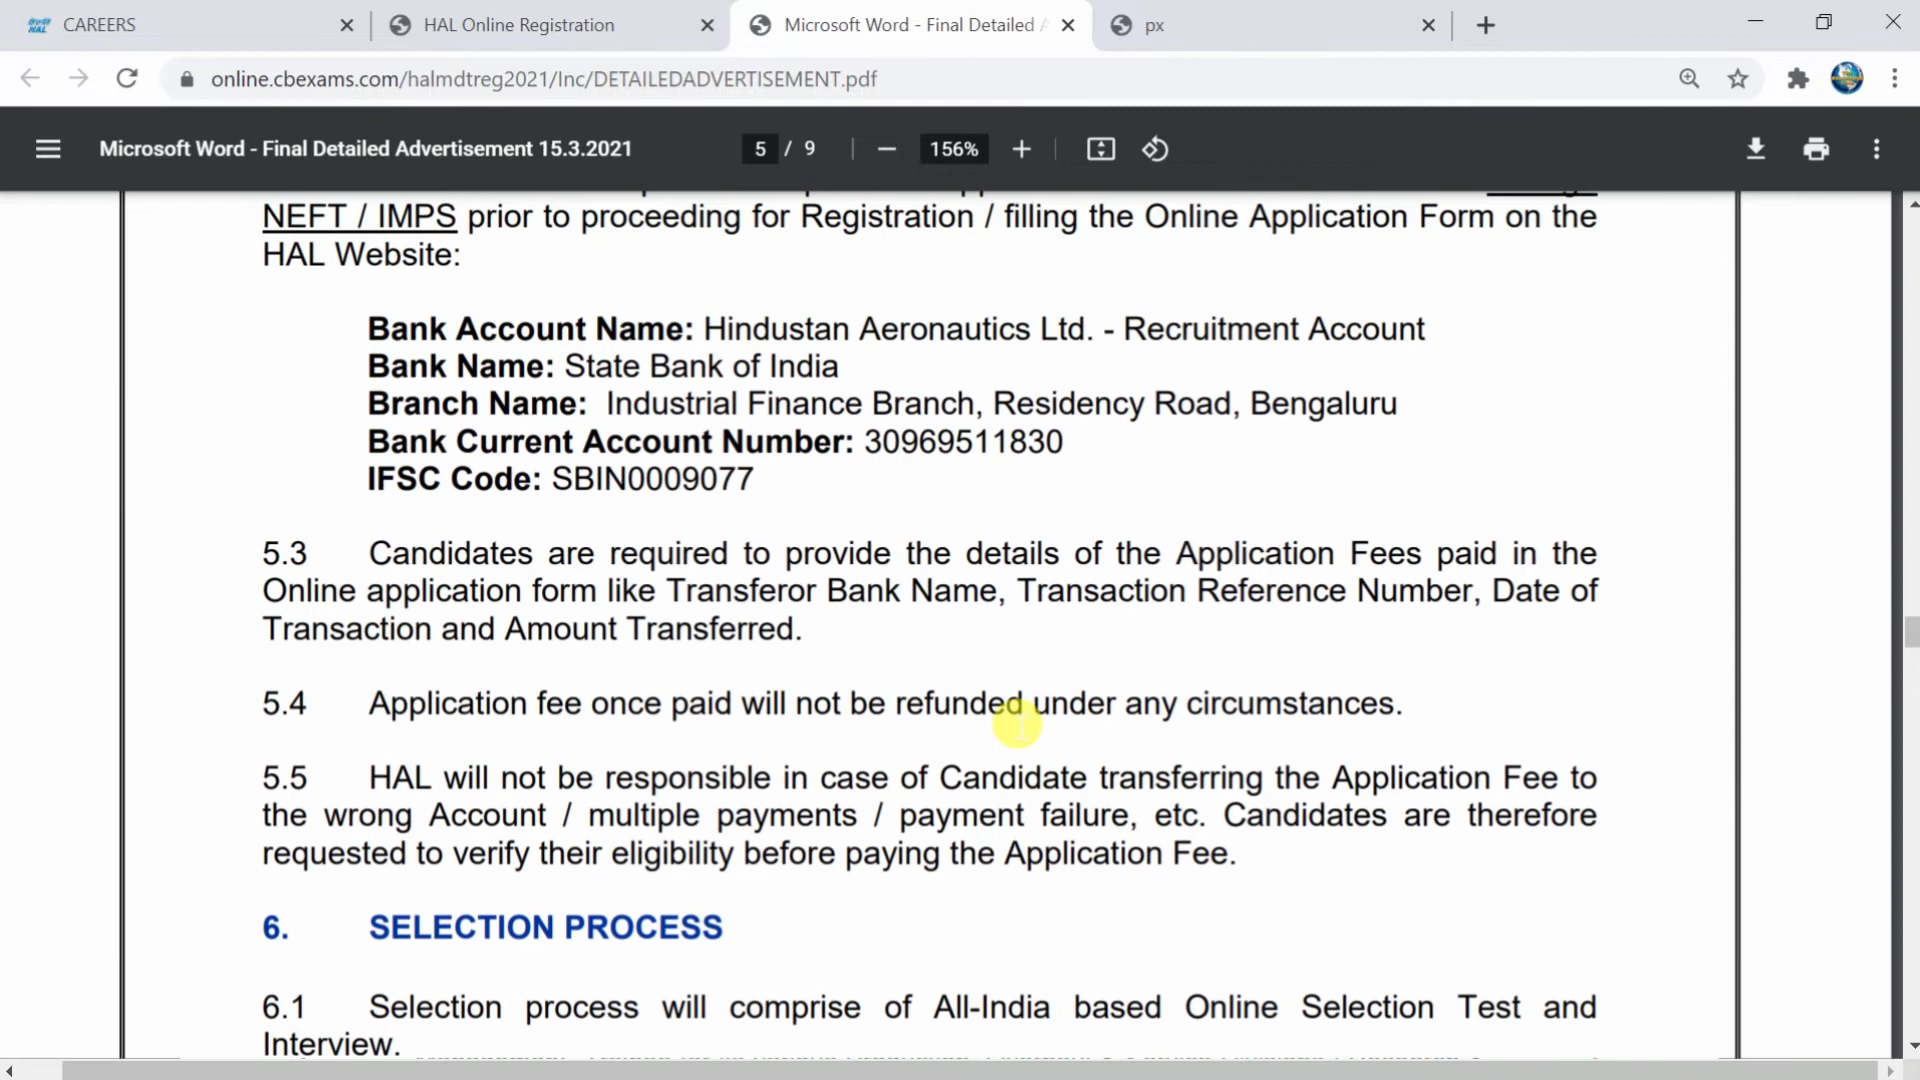 CAREERS
HAL Online Registration
Microsoft Word - Final Detailed
px
online.cbexams.com/halmdtreg2021/Inc/DETAILEDADVERTISEMENT.pdf
Microsoft Word - Final Detailed Advertisement 15.3.2021
5 / 9
156%
NEFT / IMPS prior to proceeding for Registration / filling the Online Application Form on the
HAL Website:
Bank Account Name: Hindustan Aeronautics Ltd. - Recruitment Account
Bank Name: State Bank of India
Branch Name: Industrial Finance Branch, Residency Road, Bengaluru
Bank Current Account Number: 30969511830
IFSC Code: SBIN0009077
5.3 Candidates are required to provide the details of the Application Fees paid in the
Online application form like Transferor Bank Name, Transaction Reference Number, Date of
Transaction and Amount Transferred.
5.4 Application fee once paid will not be refunded under any circumstances.
5.5 HAL will not be responsible in case of Candidate transferring the Application Fee to
the wrong Account / multiple payments / payment failure, etc. Candidates are therefore
requested to verify their eligibility before paying the Application Fee.
6. SELECTION PROCESS
6.1 Selection process will comprise of All-India based Online Selection Test and
Interview.